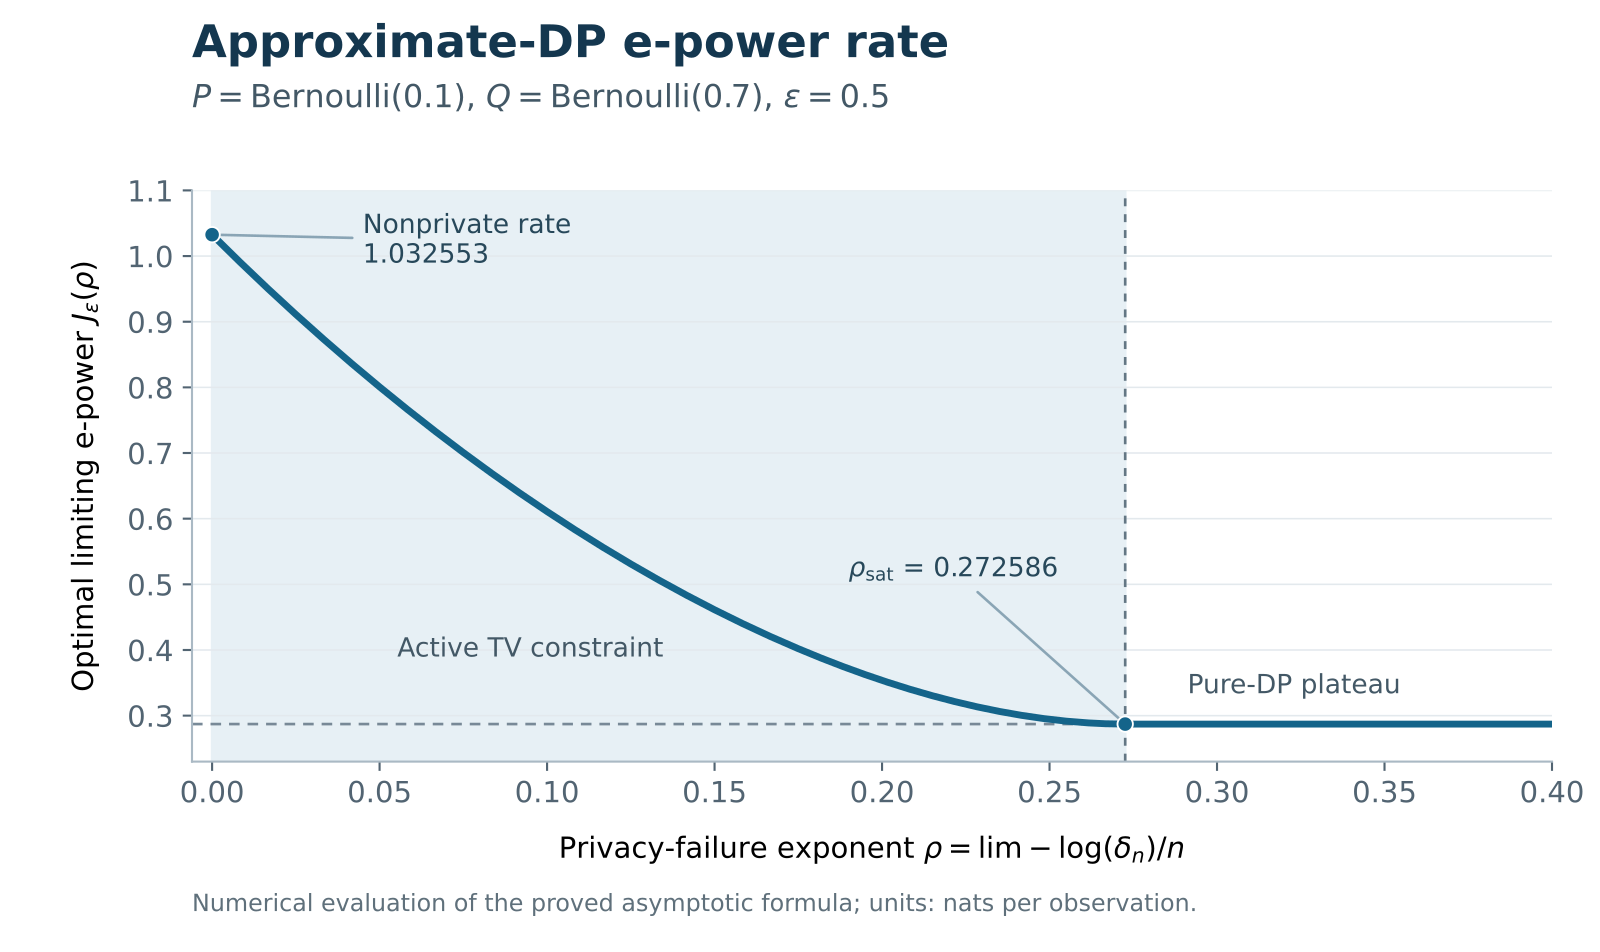 Approximate-DP e-power rate
P = Bernoulli(0.1), Q = Bernoulli(0.7), ε = 0.5
1.1
1.0
0.9
0.8
0.7
0.6
0.5
0.4
0.3
Optimal limiting e-power Jε(ρ)
Nonprivate rate
1.032553
ρsat = 0.272586
Active TV constraint
Pure-DP plateau
0.00 0.05 0.10 0.15 0.20 0.25 0.30 0.35 0.40
Privacy-failure exponent ρ = lim − log(δn)/n
Numerical evaluation of the proved asymptotic formula; units: nats per observation.